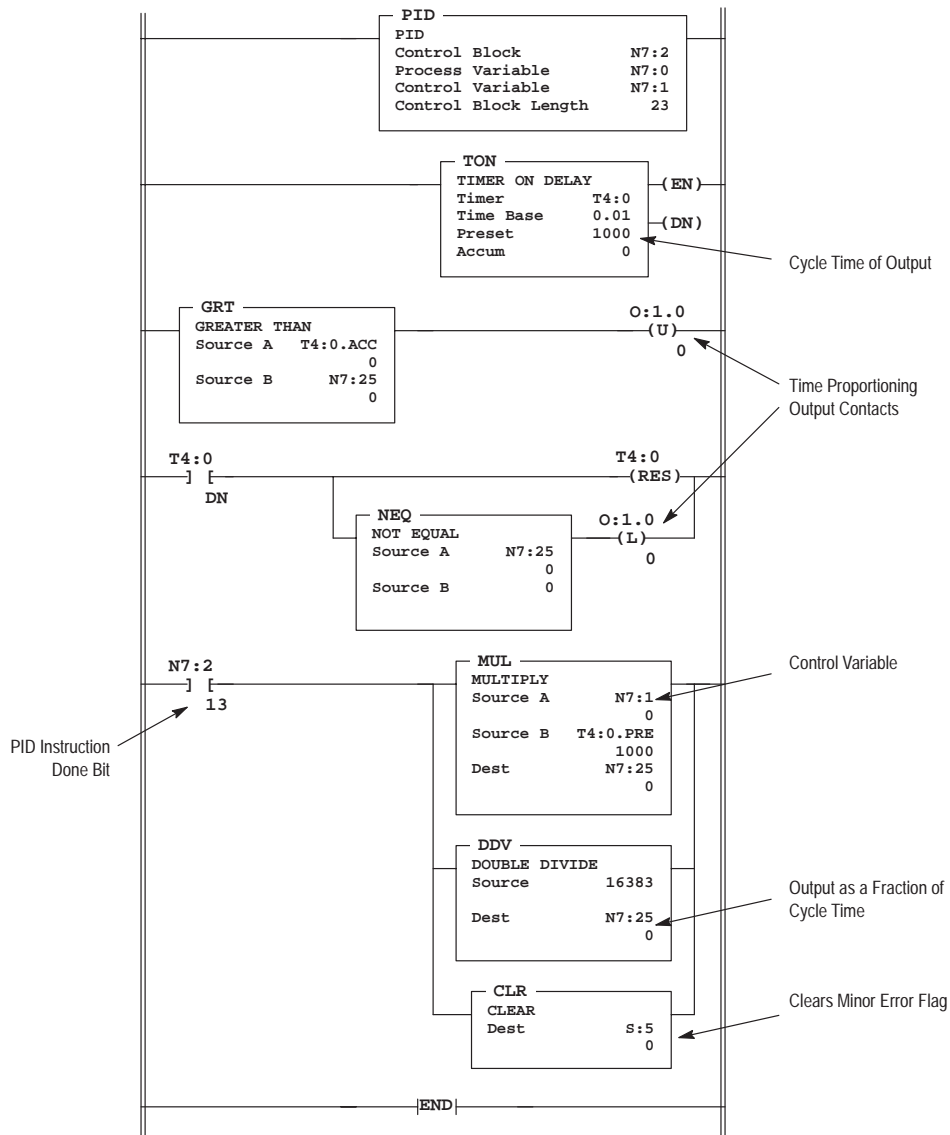 PID
PID
Control Block N7:2
Process Variable N7:0
Control Variable N7:1
Control Block Length 23
TON
TIMER ON DELAY
Timer T4:0
Time Base 0.01
Preset 1000
Accum 0
(EN)
(DN)
Cycle Time of Output
GRT
GREATER THAN
Source A T4:0.ACC
0
Source B N7:25
0
O:1.0
(U)
0
Time Proportioning
Output Contacts
T4:0
] [
DN
T4:0
(RES)
NEQ
NOT EQUAL
Source A N7:25
0
Source B 0
O:1.0
(L)
0
N7:2
] [
13
PID Instruction
Done Bit
MUL
MULTIPLY
Source A N7:1
0
Source B T4:0.PRE
1000
Dest N7:25
0
Control Variable
DDV
DOUBLE DIVIDE
Source 16383
Dest N7:25
0
Output as a Fraction of
Cycle Time
CLR
CLEAR
Dest S:5
0
Clears Minor Error Flag
END